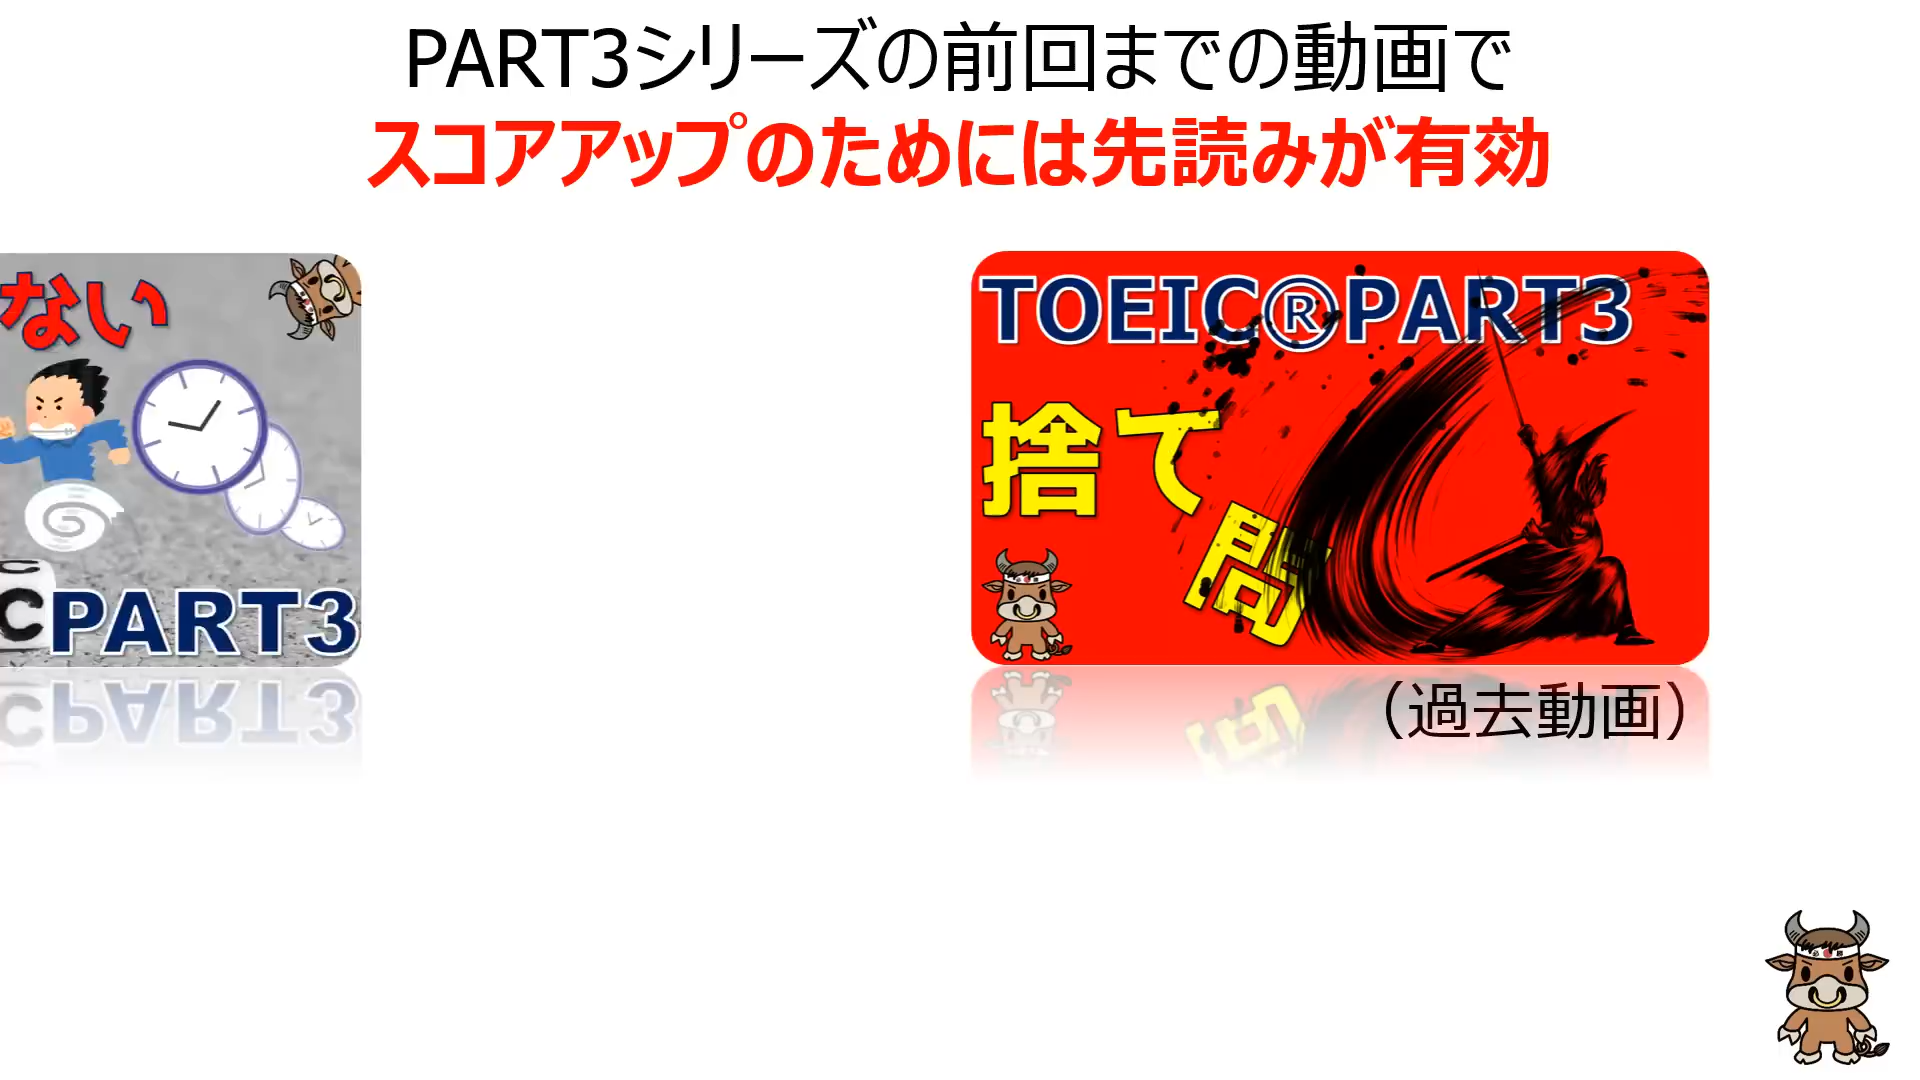 PART3シリーズの前回までの動画で
スコアアップのためには先読みが有効
ない
C PART3
TOEIC®PART3
捨て問
(過去動画)